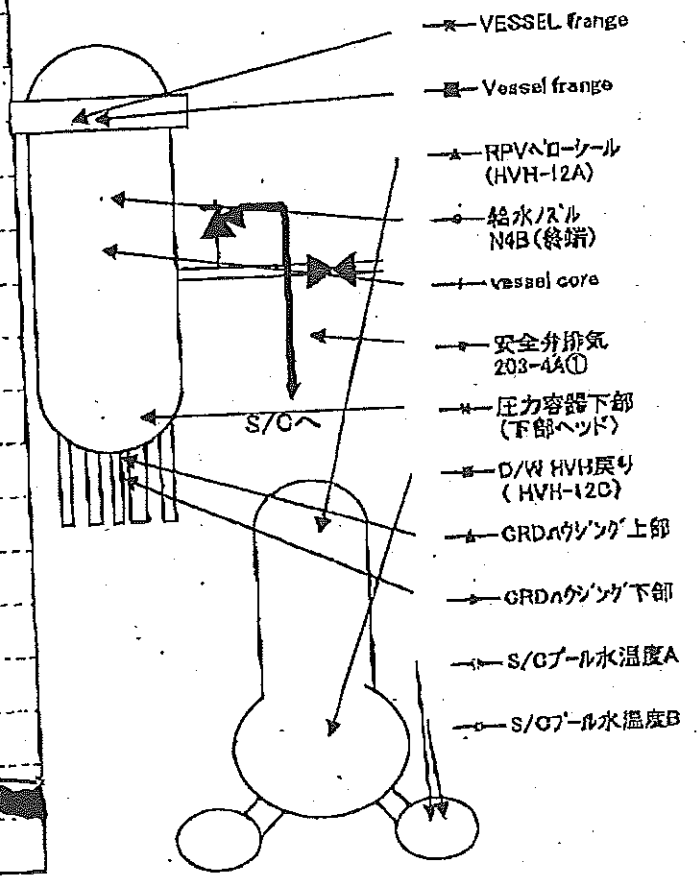 VESSEL frange
Vessel frange
RPVベローシール
(HVH-12A)
給水ノズル
N4B(終端)
vessel core
安全弁排気
203-4A①
圧力容器下部
(下部ヘッド)
D/W HVH戻り
(HVH-12C)
CRDハウジング上部
CRDハウジング下部
S/Cプール水温度A
S/Cプール水温度B
S/Cへ